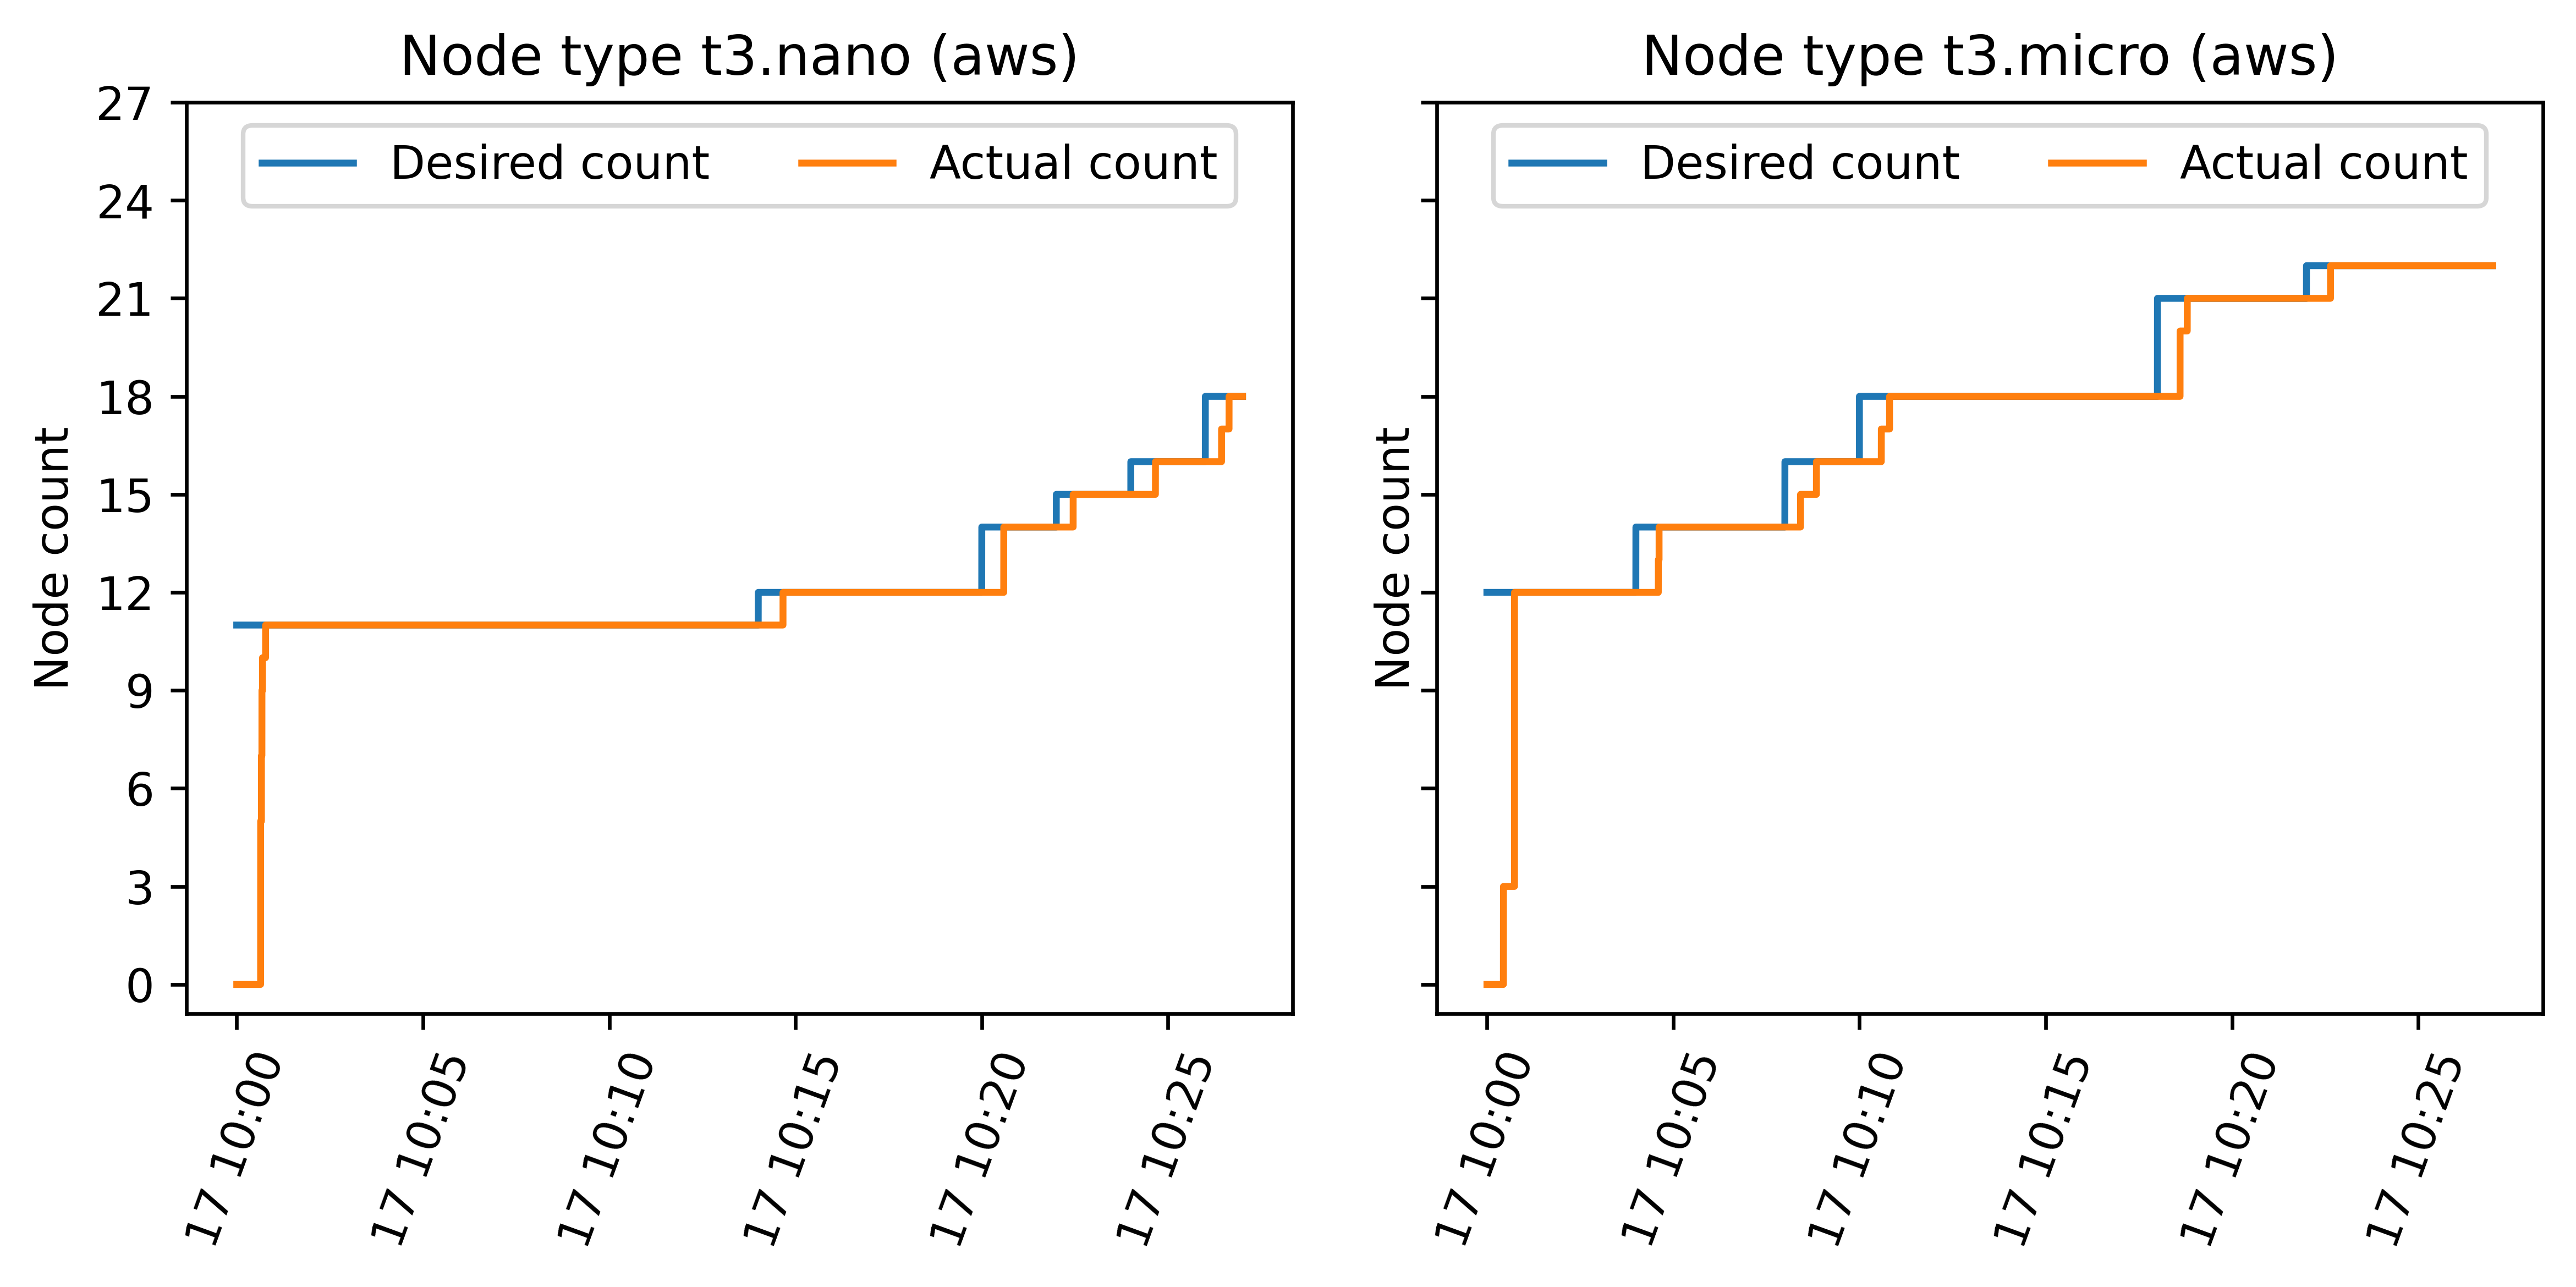 Node type t3.nano (aws)
Desired count
Actual count
Node count
27
24
21
18
15
12
9
6
3
0
17 10:00
17 10:05
17 10:10
17 10:15
17 10:20
17 10:25
Node type t3.micro (aws)
Desired count
Actual count
Node count
17 10:00
17 10:05
17 10:10
17 10:15
17 10:20
17 10:25